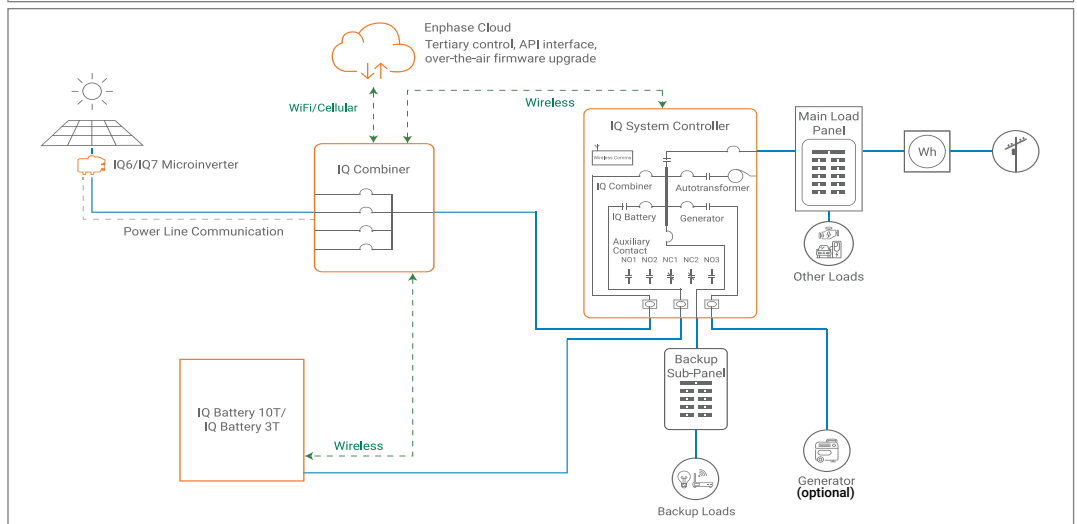 Enphase Cloud
Tertiary control, API interface,
over-the-air firmware upgrade
WiFi/Cellular
Wireless
IQ6/IQ7 Microinverter
Power Line Communication
IQ Combiner
IQ System Controller
Wireless Comms
IQ Combiner
Autotransformer
IQ Battery
Generator
Auxiliary
Contact
NO1 NO2 NC1 NC2 NO3
Main Load
Panel
Wh
Other Loads
IQ Battery 10T/
IQ Battery 3T
Wireless
Backup
Sub-Panel
Backup Loads
Generator
(optional)